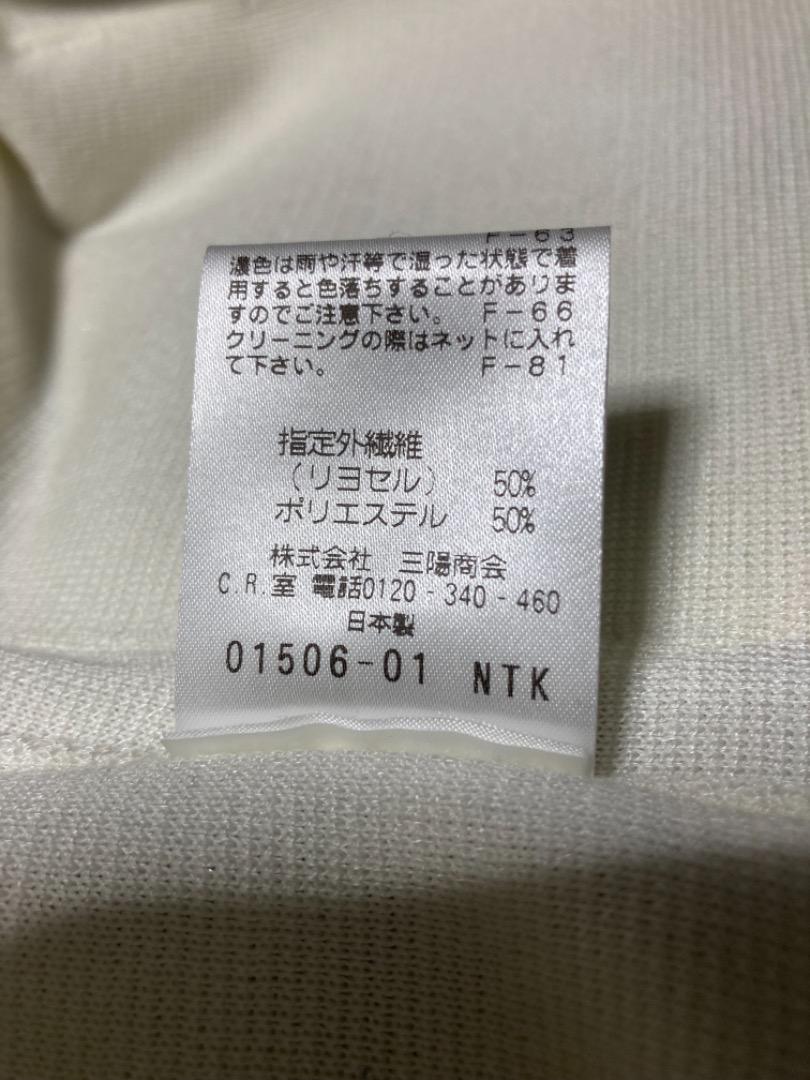 F-63
濃色は雨や汗等で湿った状態で着
用すると色落ちすることがありま
すのでご注意下さい。 F-66
クリーニングの際はネットに入れ
て下さい。 F-81
指定外繊維
(リヨセル) 50%
ポリエステル 50%
株式会社 三陽商会
C.R.室 電話0120-340-460
日本製
01506-01 NTK